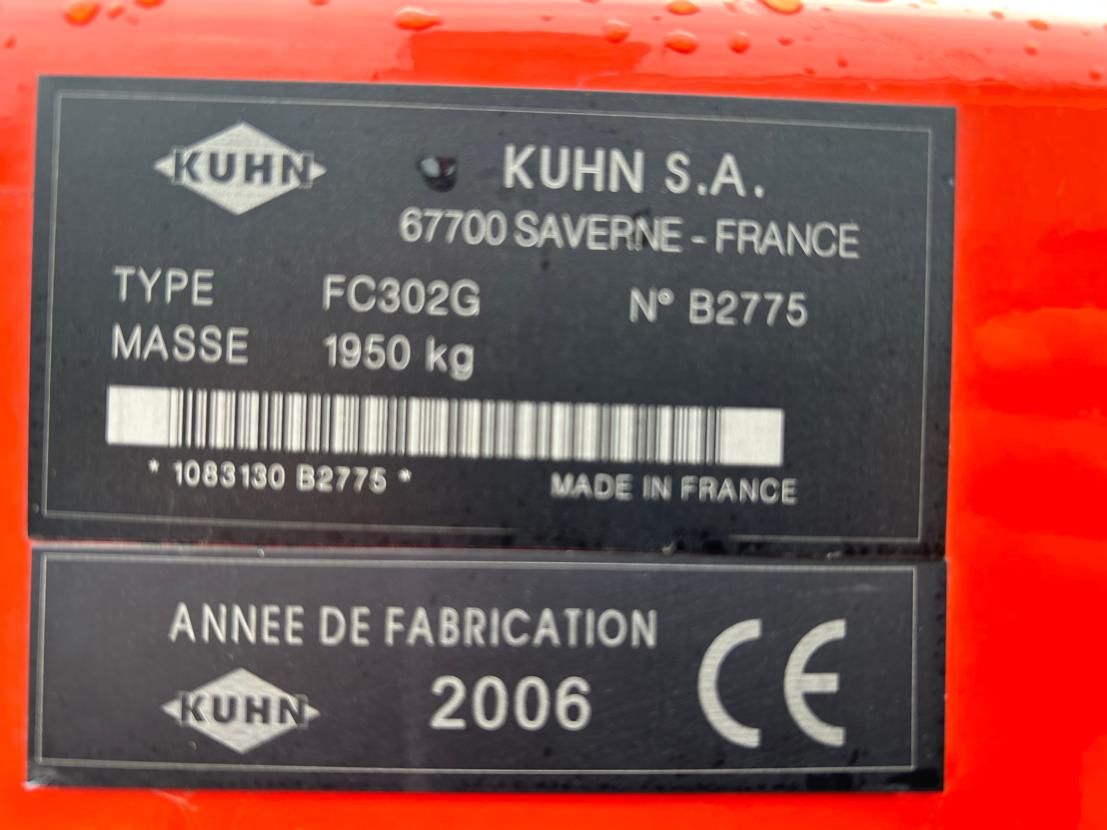 KUHN
KUHN S.A.
67700 SAVERNE - FRANCE
TYPE FC302G N° B2775
MASSE 1950 kg
* 1083130 B2775 *
MADE IN FRANCE
ANNEE DE FABRICATION
KUHN
2006
CE